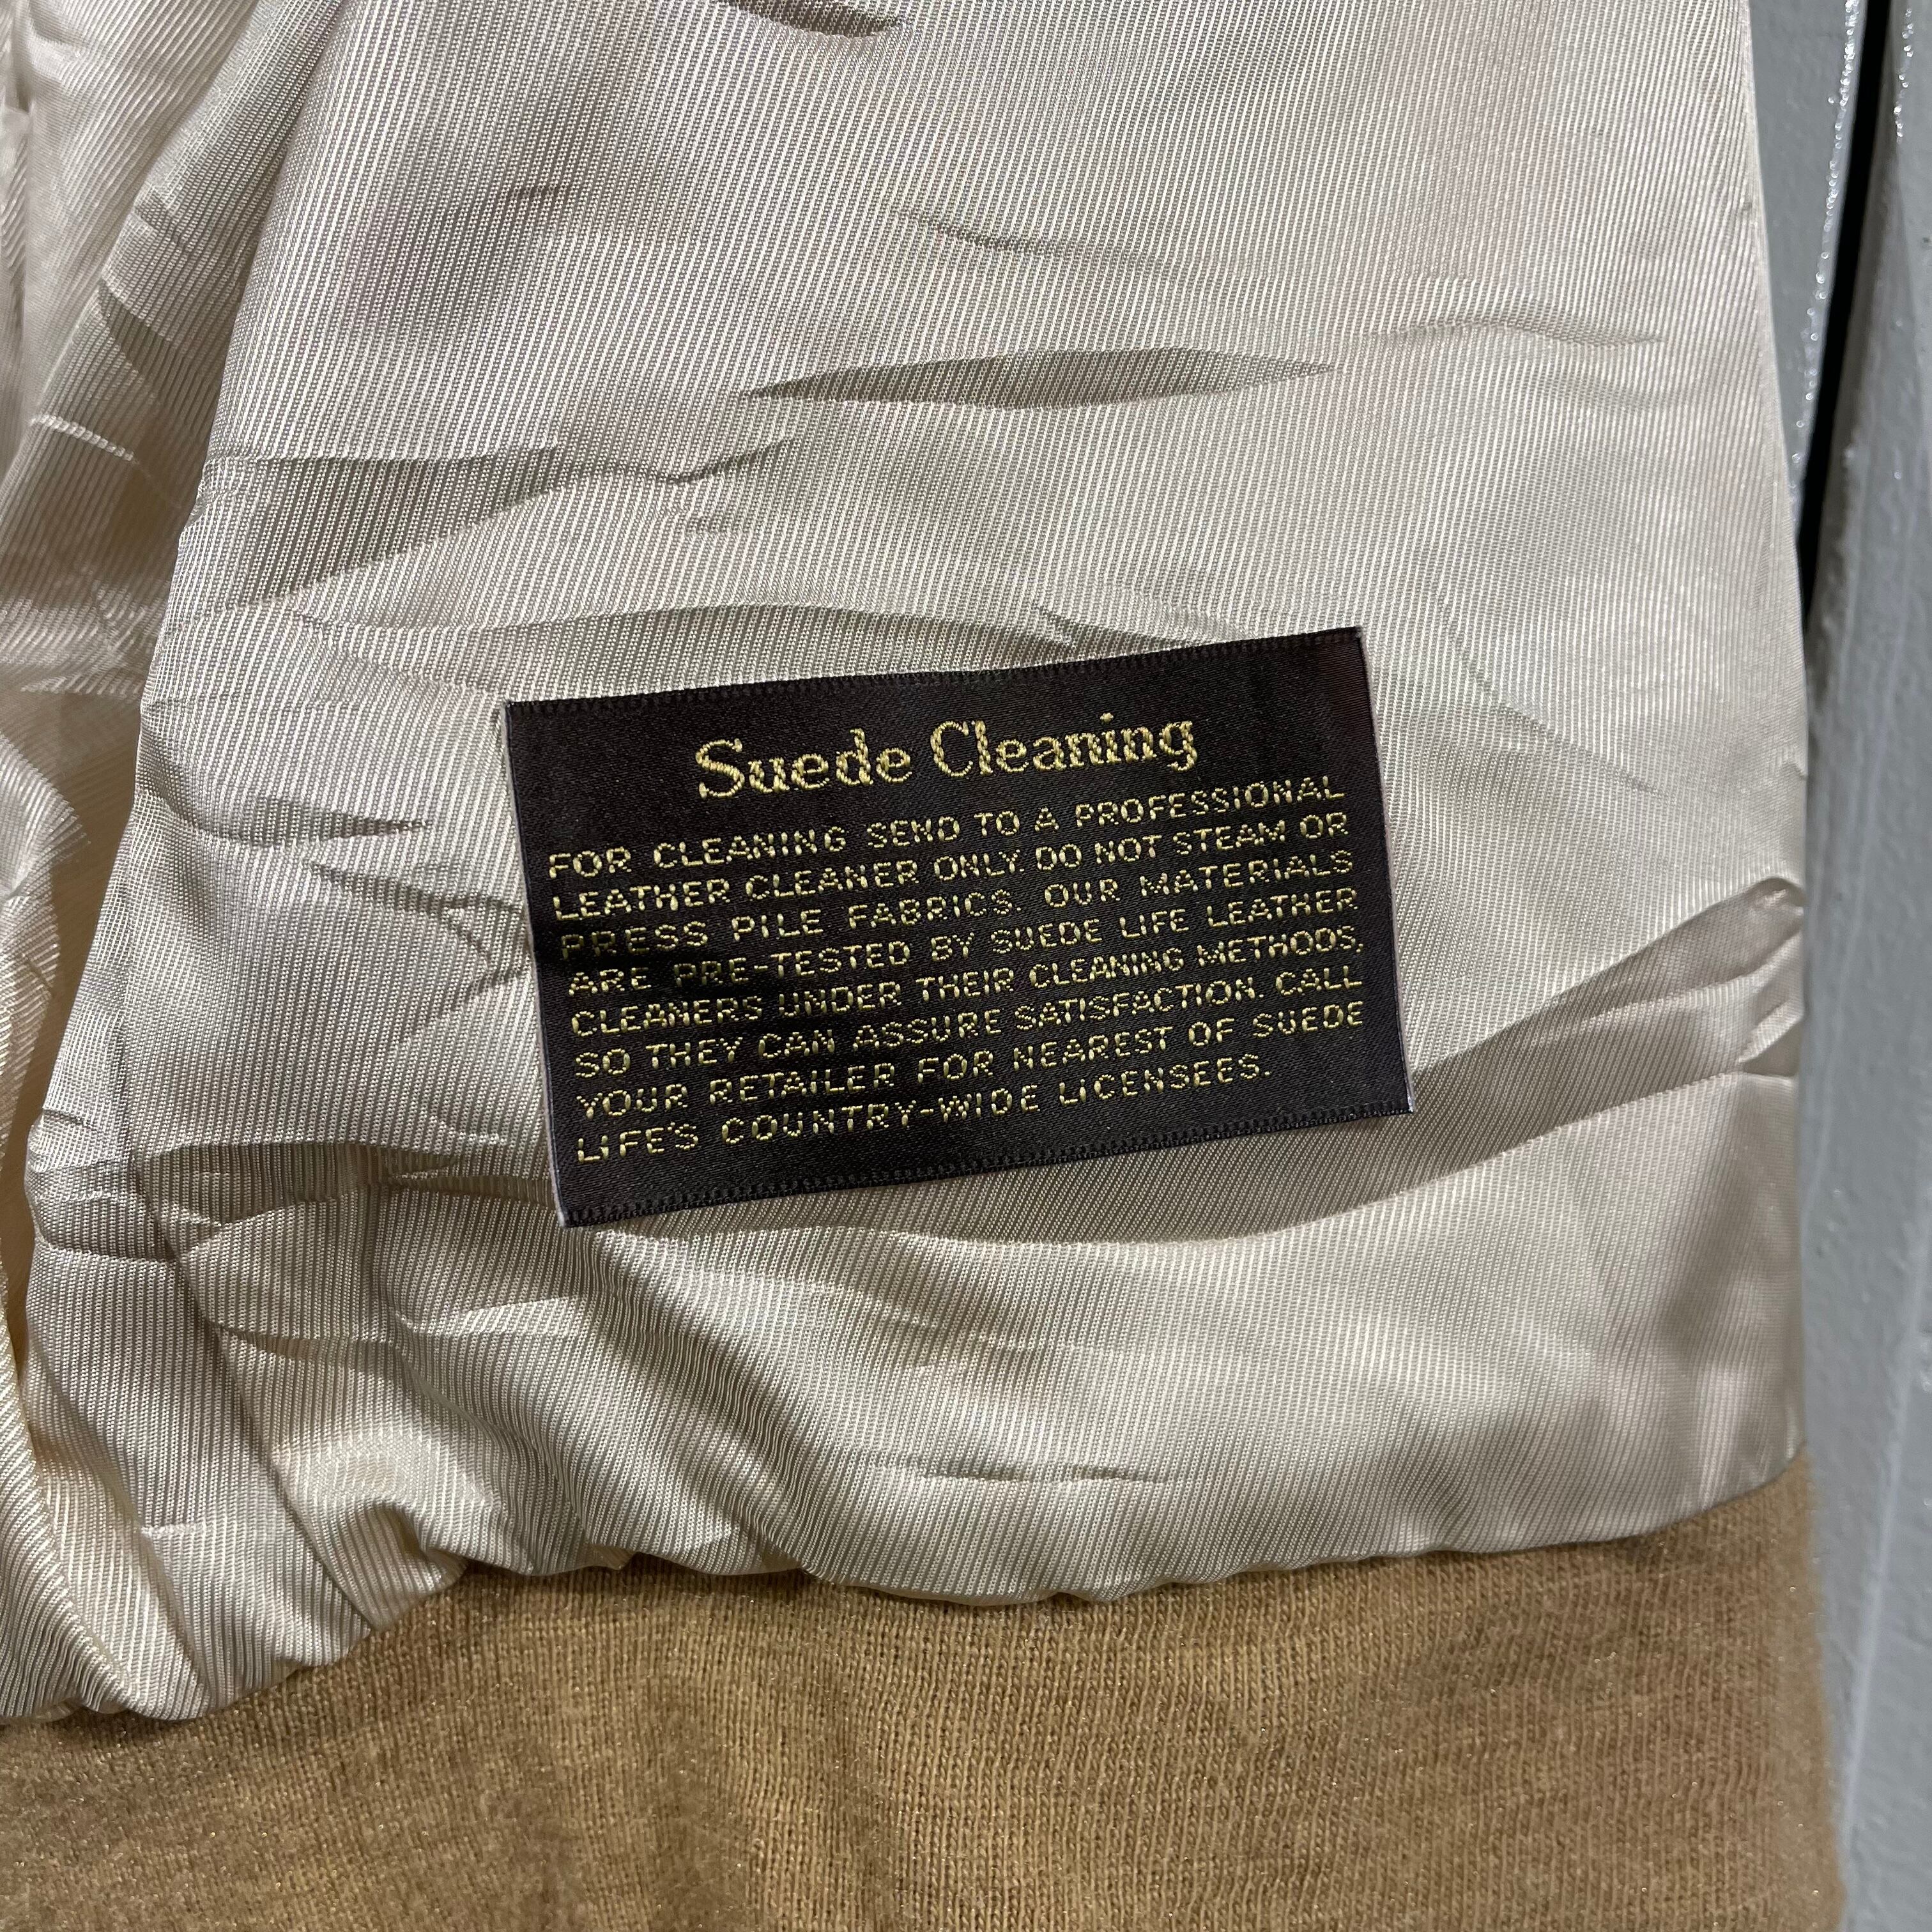 Suede Cleaning
FOR CLEANING SEND TO A PROFESSIONAL
LEATHER CLEANER ONLY. DO NOT STEAM OR
PRESS PILE FABRICS. OUR MATERIALS
ARE PRE-TESTED BY SUEDE LIFE LEATHER
CLEANERS UNDER THEIR CLEANING METHODS,
SO THEY CAN ASSURE SATISFACTION. CALL
YOUR RETAILER FOR NEAREST OF SUEDE
LIFE'S COUNTRY-WIDE LICENSEES.